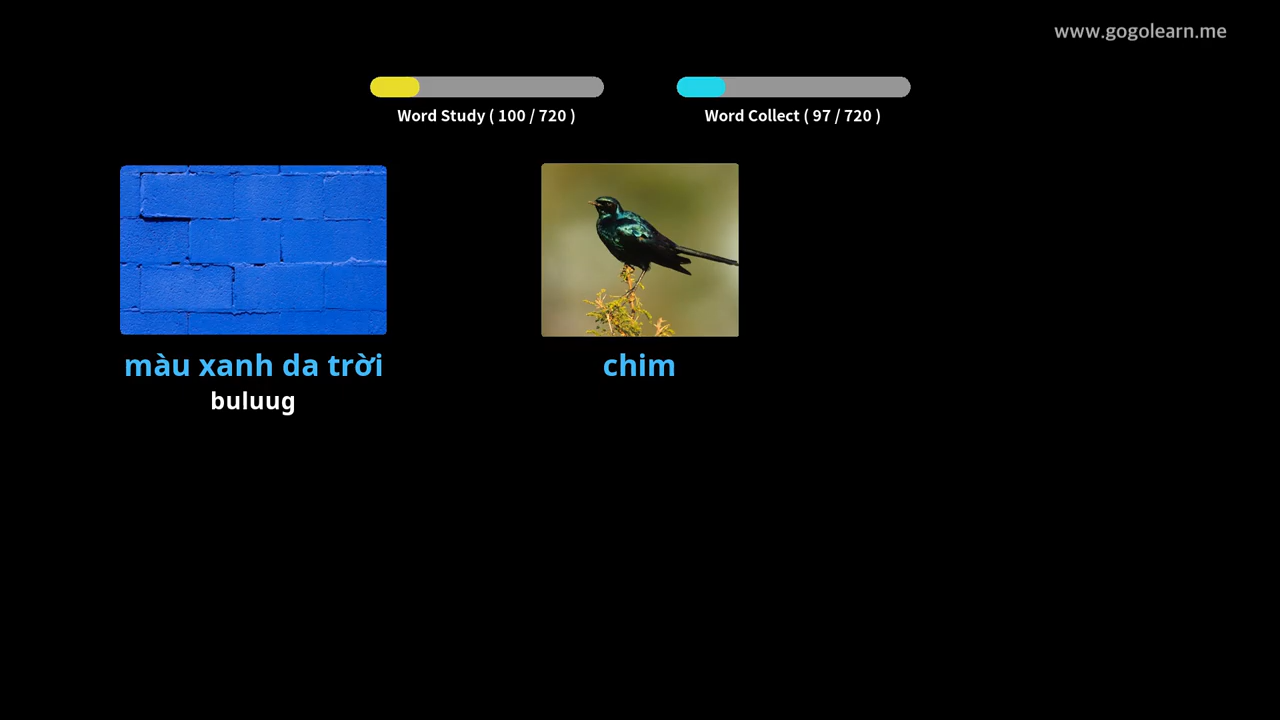 www.gogolearn.me
Word Study ( 100 / 720 )
Word Collect ( 97 / 720 )
màu xanh da trời
buluug
chim